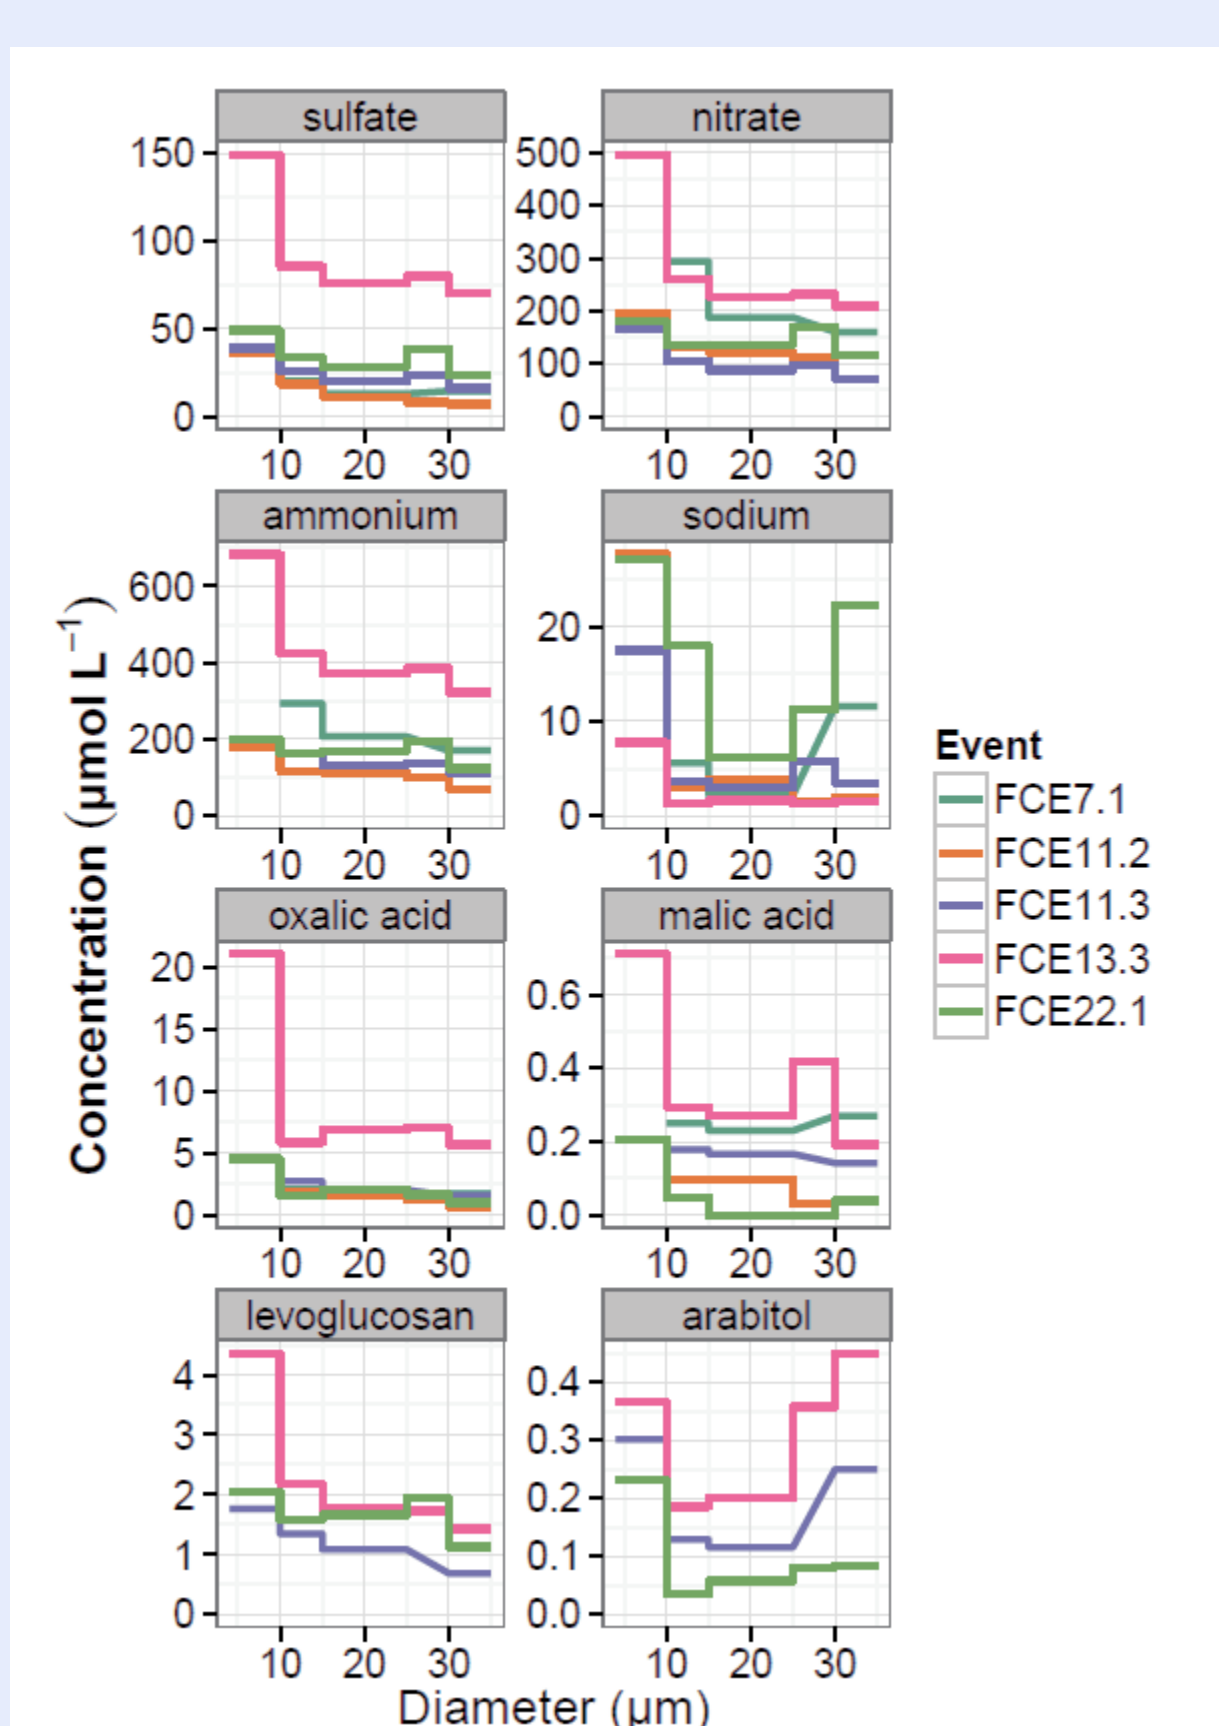 sulfate
150
100
50
0
10 20 30
nitrate
500
400
300
200
100
0
10 20 30
ammonium
600
400
200
0
10 20 30
sodium
20
10
0
10 20 30
oxalic acid
20
15
10
5
0
10 20 30
malic acid
0.6
0.4
0.2
0.0
10 20 30
levoglucosan
4
3
2
1
0
10 20 30
arabitol
0.4
0.3
0.2
0.1
0.0
10 20 30
Concentration (μmol L⁻¹)
Diameter (μm)
Event
FCE7.1
FCE11.2
FCE11.3
FCE13.3
FCE22.1